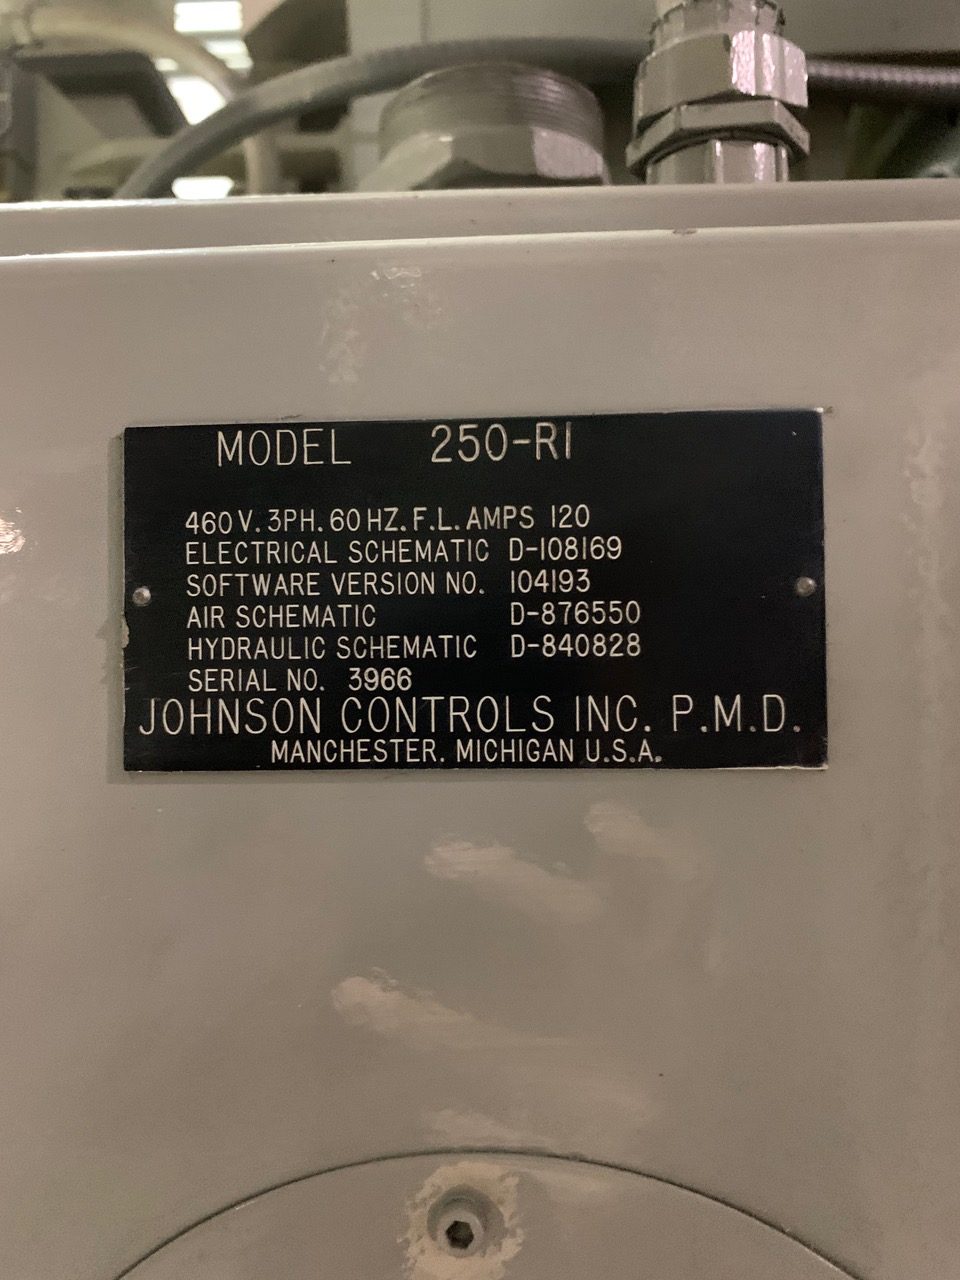 MODEL 250-R1
460 V. 3PH. 60 HZ. F.L. AMPS 120
ELECTRICAL SCHEMATIC D-108169
SOFTWARE VERSION NO. 104193
AIR SCHEMATIC D-876550
HYDRAULIC SCHEMATIC D-840828
SERIAL NO. 3966
JOHNSON CONTROLS INC. P.M.D.
MANCHESTER. MICHIGAN U.S.A.